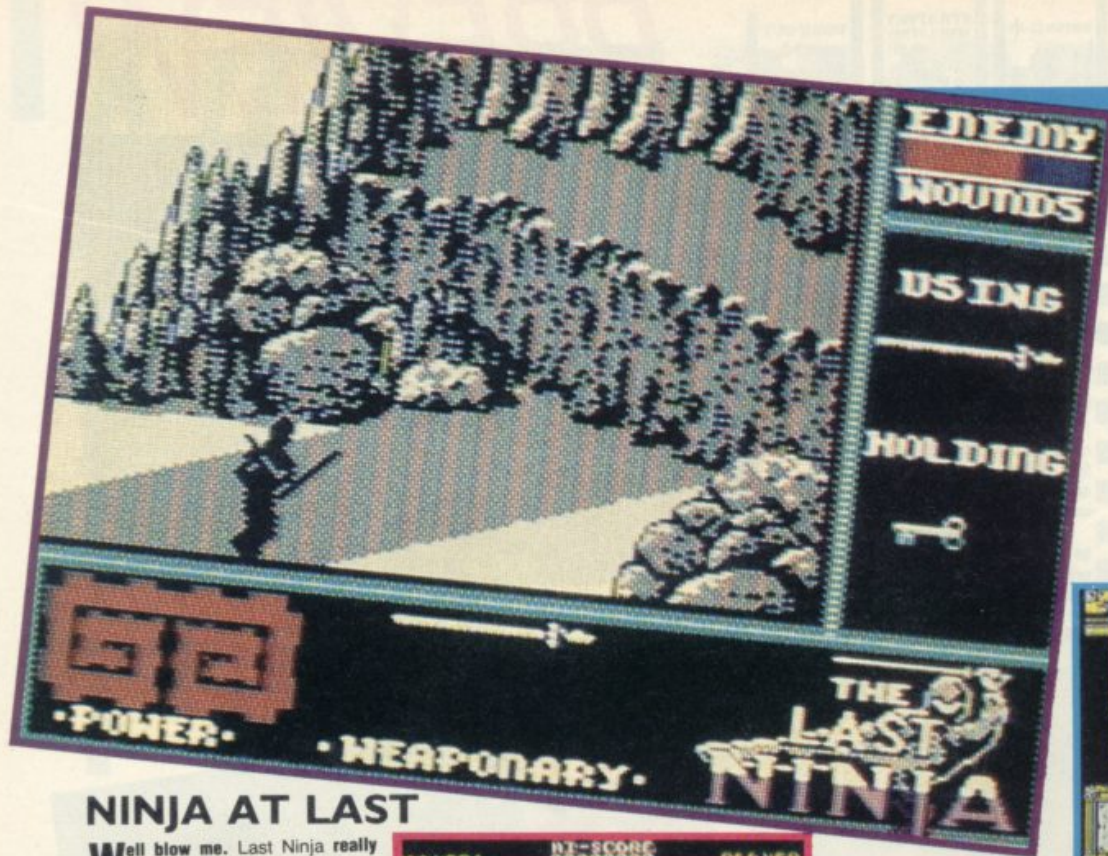 ENEMY
WOUNDS
USING
HOLDING
·POWER·
·WEAPONARY·
THE
LAST
NINJA
NINJA AT LAST
Well blow me. Last Ninja really
HI-SCORE
PLAYER